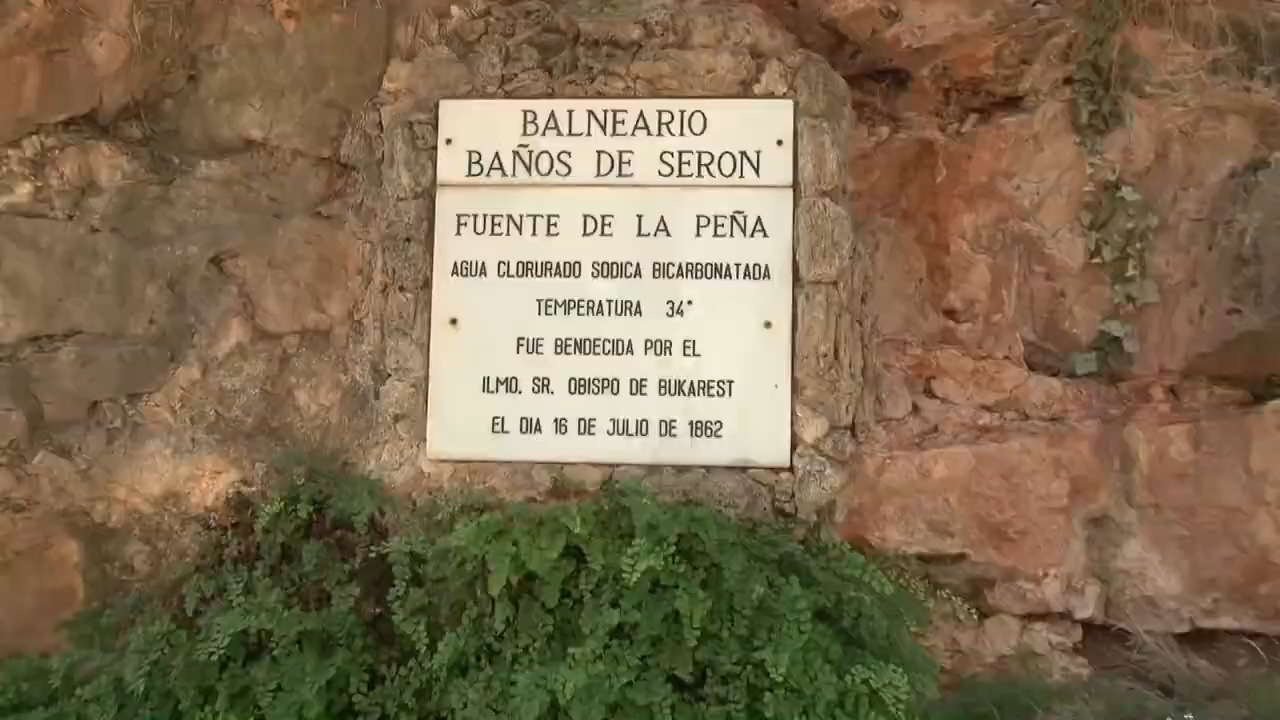 BALNEARIO
BAÑOS DE SERON
FUENTE DE LA PEÑA
AGUA CLORURADO SODICA BICARBONATADA
TEMPERATURA 34°
FUE BENDECIDA POR EL
ILMO. SR. OBISPO DE BUKAREST
EL DIA 16 DE JULIO DE 1862